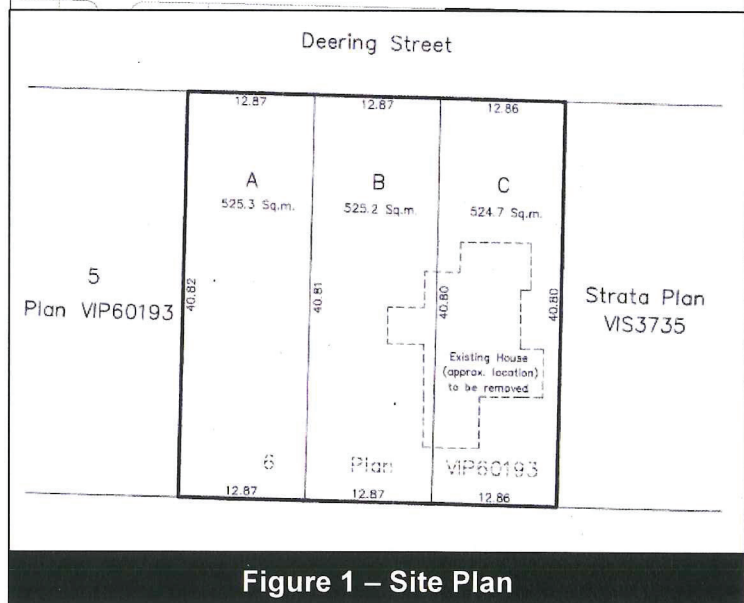 Deering Street
12.87
12.87
12.86
A
525.3 Sq.m.
B
525.2 Sq.m
C
524.7 Sq.m.
5
Plan VIP60193
40.82
40.81
40.80
40.80
Strata Plan
VIS3735
Existing House
(approx. location)
to be removed
6 Plan VIP60193
12.87
12.87
12.86
Figure 1 – Site Plan